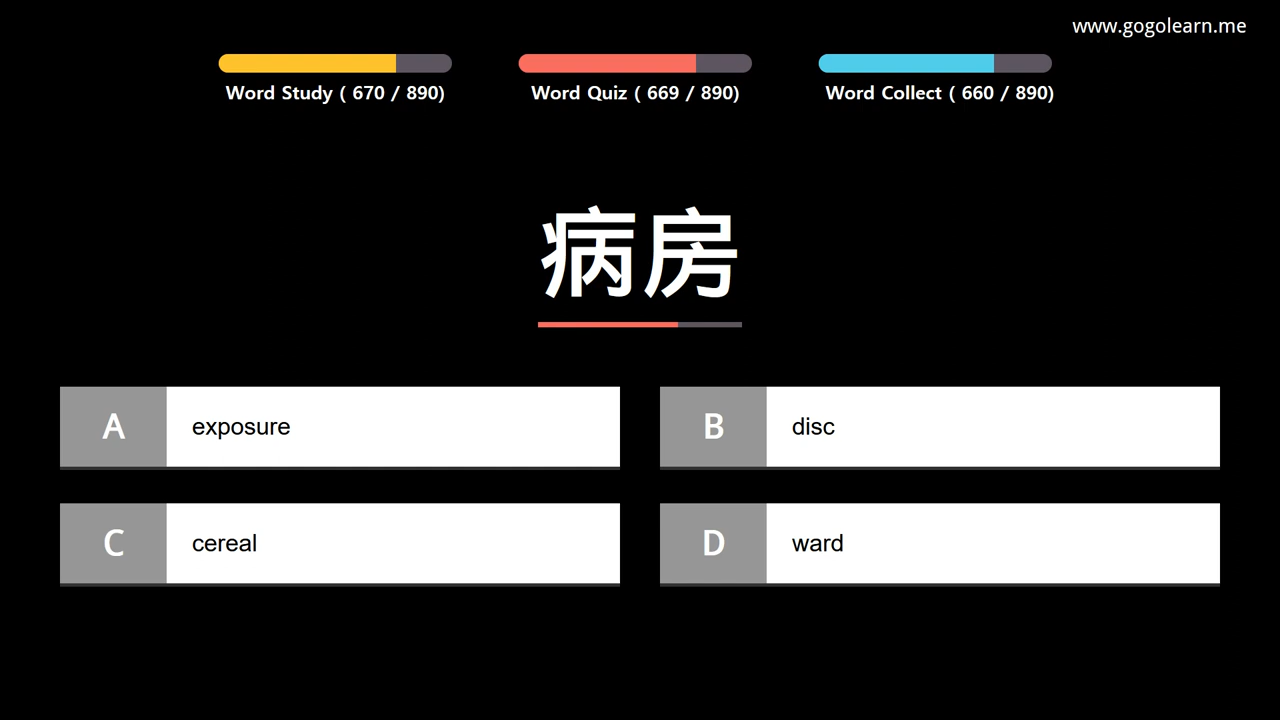 www.gogolearn.me
Word Study ( 670 / 890)
Word Quiz ( 669 / 890)
Word Collect ( 660 / 890)
病房
A exposure
B disc
C cereal
D ward